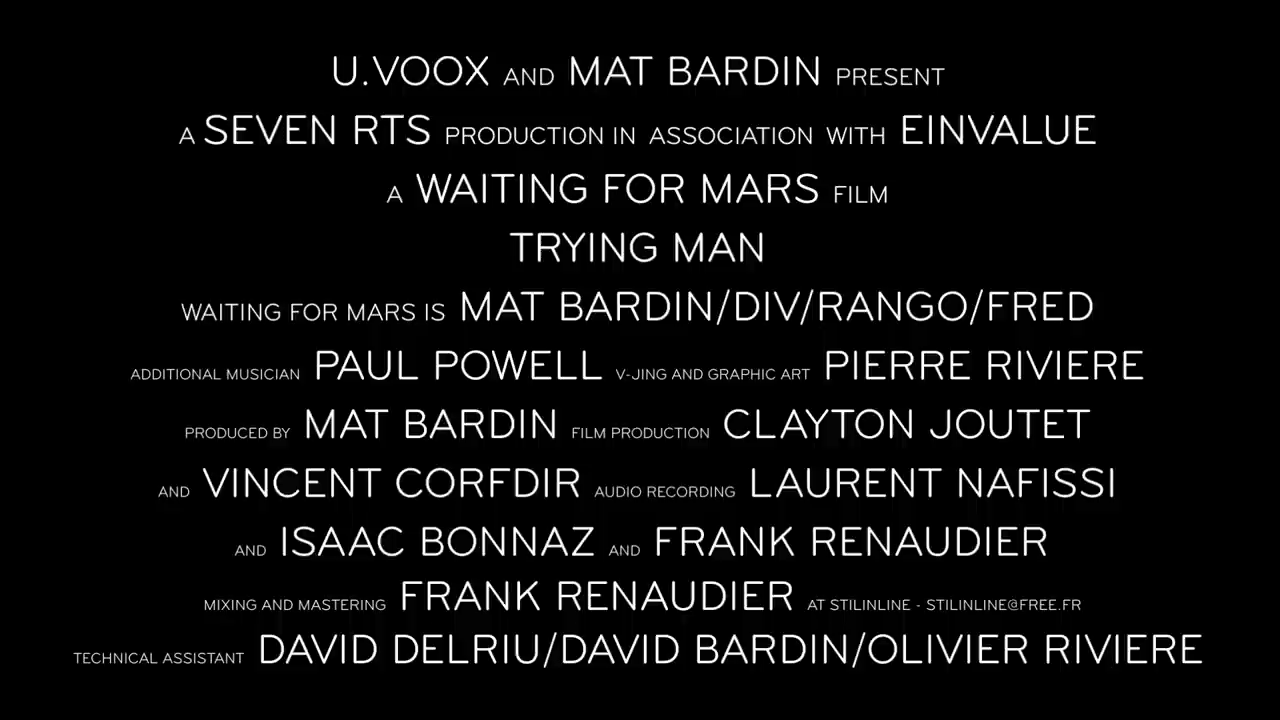 U.VOOX AND MAT BARDIN PRESENT
A SEVEN RTS PRODUCTION IN ASSOCIATION WITH EINVALUE
A WAITING FOR MARS FILM
TRYING MAN
WAITING FOR MARS IS MAT BARDIN/DIV/RANGO/FRED
ADDITIONAL MUSICIAN PAUL POWELL V-JING AND GRAPHIC ART PIERRE RIVIERE
PRODUCED BY MAT BARDIN FILM PRODUCTION CLAYTON JOUTET
AND VINCENT CORFDIR AUDIO RECORDING LAURENT NAFISSI
AND ISAAC BONNAZ AND FRANK RENAUDIER
MIXING AND MASTERING FRANK RENAUDIER AT STILINLINE - STILINLINE@FREE.FR
TECHNICAL ASSISTANT DAVID DELRIU/DAVID BARDIN/OLIVIER RIVIERE